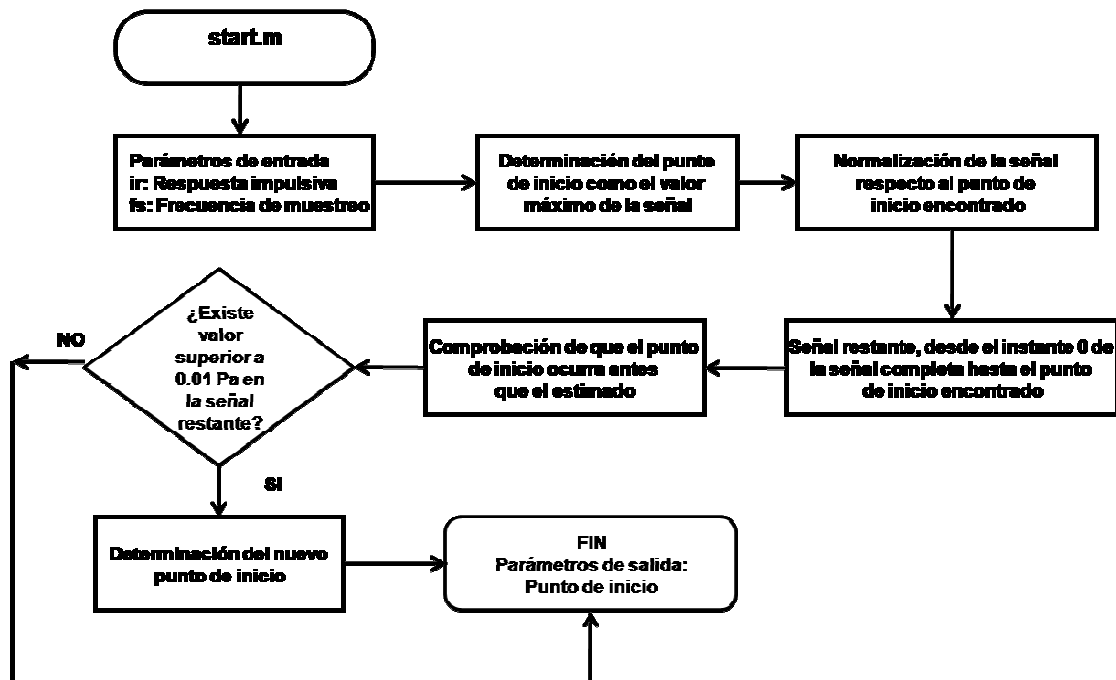 start.m
Parámetros de entrada
ir: Respuesta impulsiva
fs: Frecuencia de muestreo
Determinación del punto
de inicio como el valor
máximo de la señal
Normalización de la señal
respecto al punto de
inicio encontrado
Señal restante, desde el instante 0 de
la señal completa hasta el punto
de inicio encontrado
Comprobación de que el punto
de inicio ocurra antes
que el estimado
¿Existe
valor
superior a
0.01 Pa en
la señal
restante?
NO
SI
Determinación del nuevo
punto de inicio
FIN
Parámetros de salida:
Punto de inicio